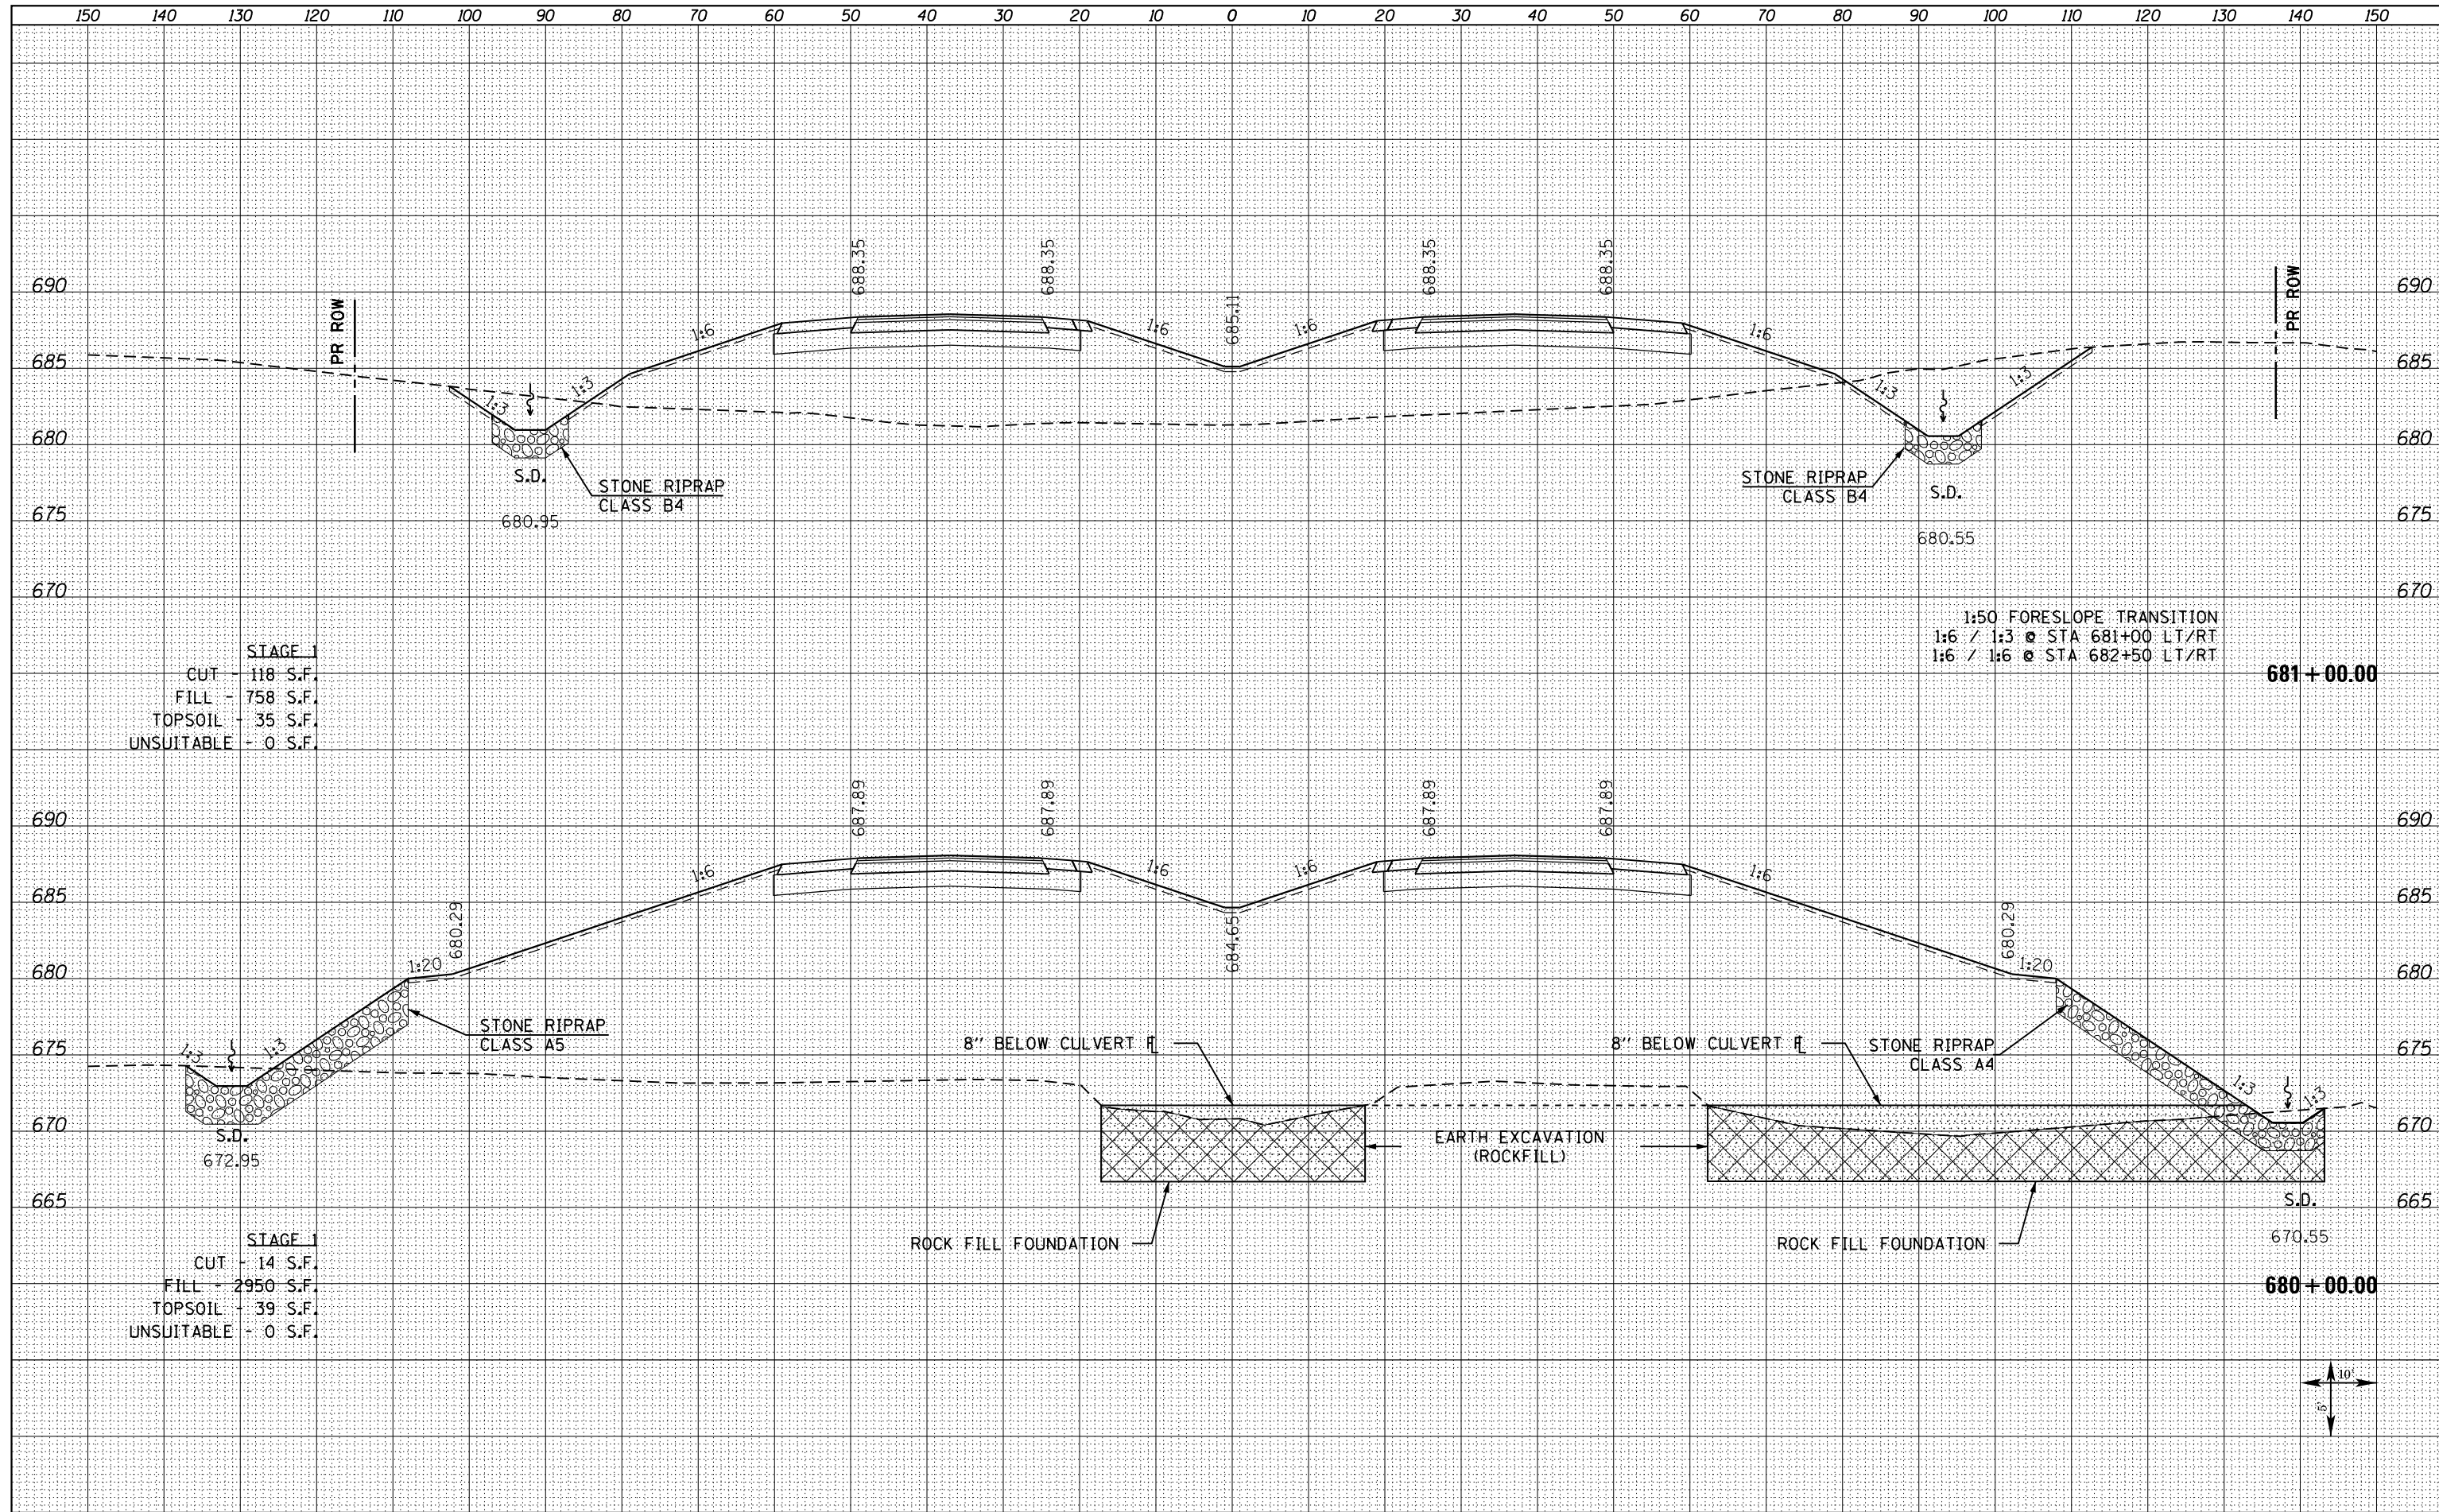 150 140 130 120 110 100 90 80 70 60 50 40 30 20 10 0 10 20 30 40 50 60 70 80 90 100 110 120 130 140 150
688.35 688.35 688.35 688.35
685.11
690 690
PR ROW PR ROW
1:6 1:6 1:6 1:6
685 685
1:3 1:3 1:3 1:3
680 680
S.D. S.D.
STONE RIPRAP
CLASS B4
STONE RIPRAP
CLASS B4
675 675
680.95 680.55
670 670
1:50 FORESLOPE TRANSITION
1:6 / 1:3 @ STA 681+00 LT/RT
1:6 / 1:6 @ STA 682+50 LT/RT
681+00.00
STAGE 1
CUT - 118 S.F.
FILL - 758 S.F.
TOPSOIL - 35 S.F.
UNSUITABLE - 0 S.F.
687.89 687.89 687.89 687.89
690 690
1:6 1:6 1:6 1:6
685 685
680.29 684.65 680.29
680 1:20 1:20 680
STONE RIPRAP
CLASS A5
8" BELOW CULVERT FL
8" BELOW CULVERT FL
STONE RIPRAP
CLASS A4
675 1:3 1:3 675
1:3 1:3
670 670
S.D.
672.95
EARTH EXCAVATION
(ROCKFILL)
665 665
S.D.
670.55
ROCK FILL FOUNDATION ROCK FILL FOUNDATION
STAGE 1
CUT - 14 S.F.
FILL - 2950 S.F.
TOPSOIL - 39 S.F.
UNSUITABLE - 0 S.F.
680+00.00
10'
5'